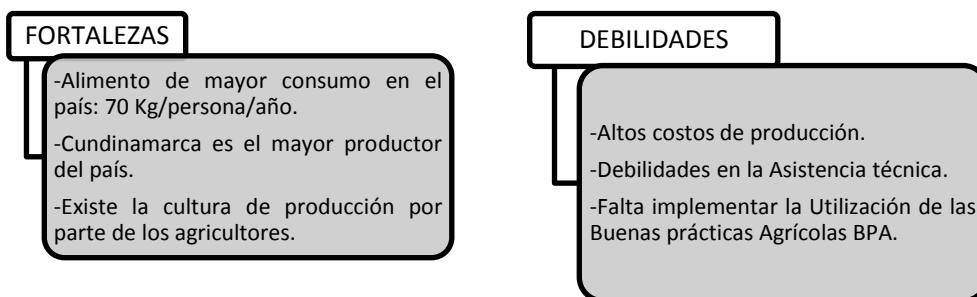 FORTALEZAS
-Alimento de mayor consumo en el
país: 70 Kg/persona/año.
-Cundinamarca es el mayor productor
del país.
-Existe la cultura de producción por
parte de los agricultores.
DEBILIDADES
-Altos costos de producción.
-Debilidades en la Asistencia técnica.
-Falta implementar la Utilización de las
Buenas prácticas Agrícolas BPA.